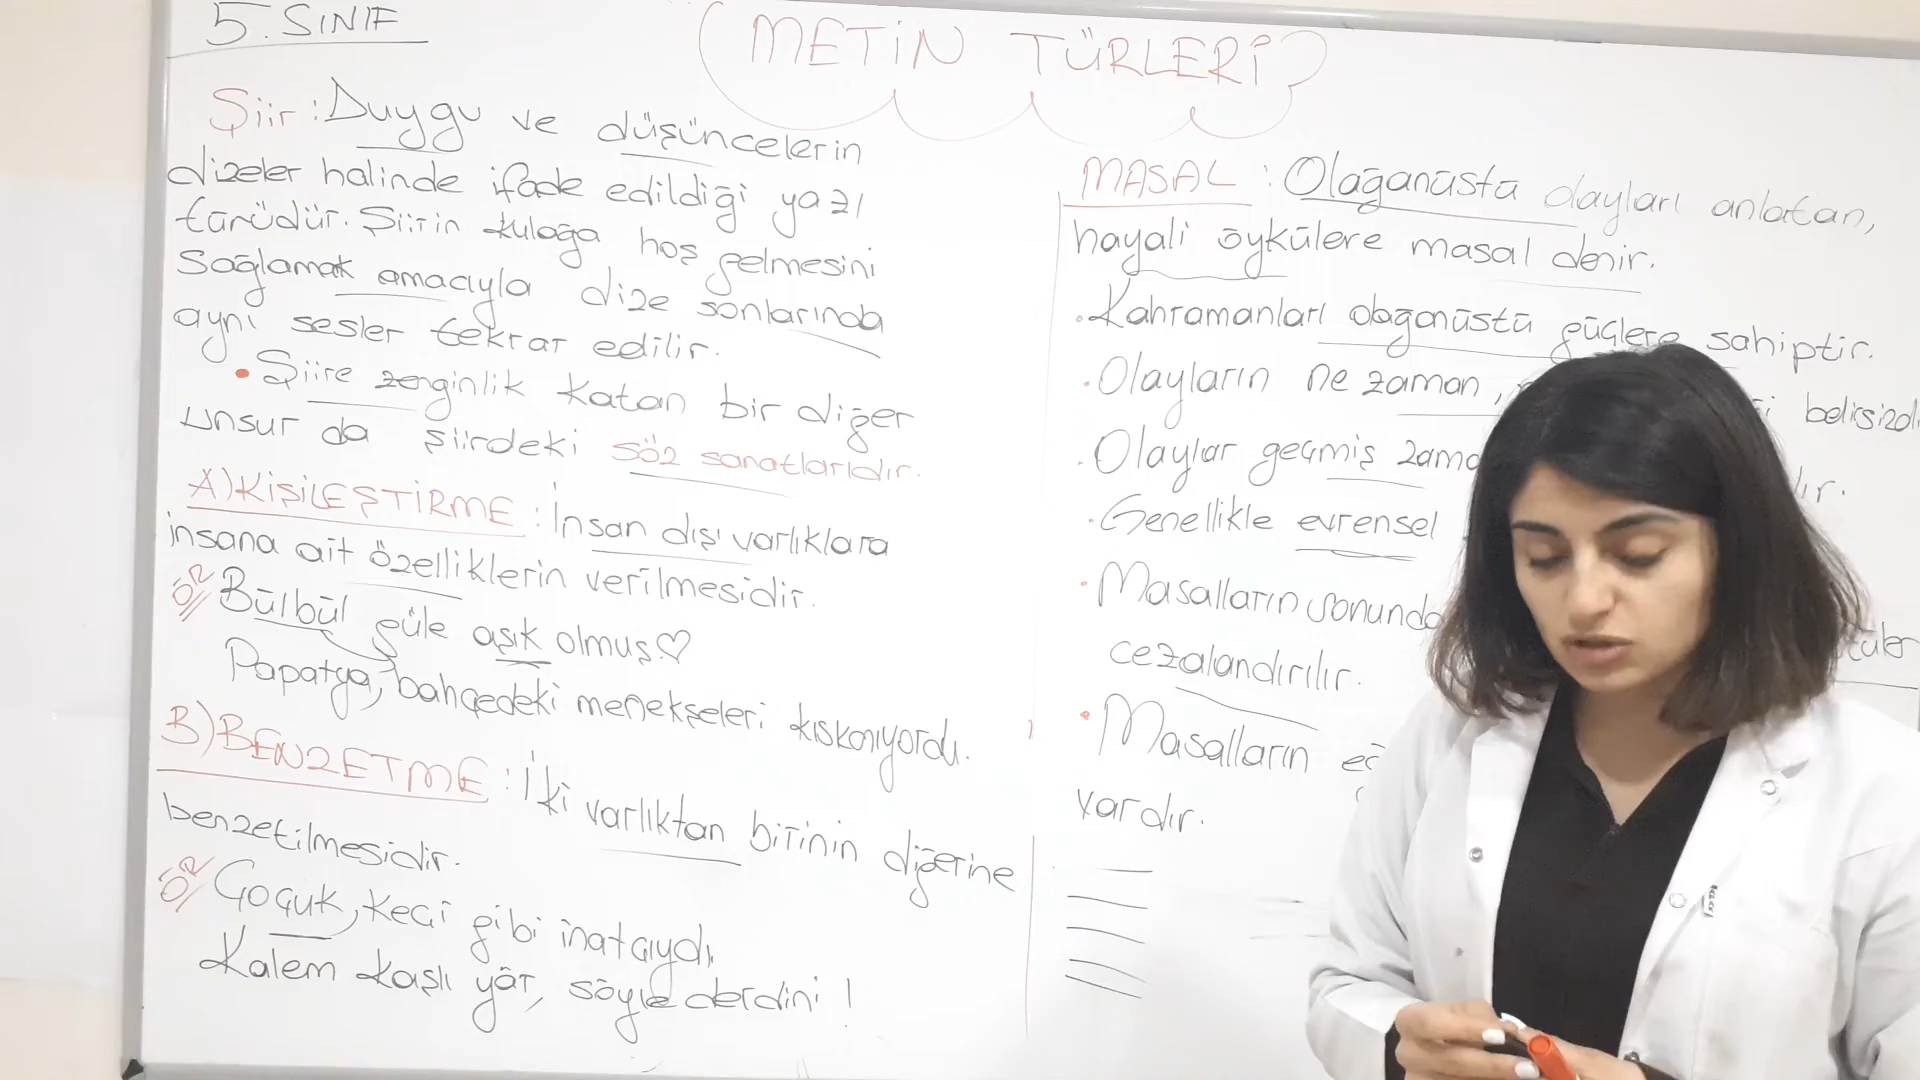 5. SINIF
METİN TÜRLERİ
Şiir : Duygu ve düşüncelerin
dizeler halinde ifade edildiği yazı
türüdür. Şiirin kulağa hoş gelmesini
sağlamak amacıyla dize sonlarında
aynı sesler tekrar edilir.
• Şiire zenginlik katan bir diğer
unsur da şiirdeki söz sanatlarıdır.
A) KİŞİLEŞTİRME : İnsan dışı varlıklara
insana ait özelliklerin verilmesidir.
ÖR Bülbül güle aşık olmuş ♡
Papatya, bahçedeki menekşeleri kıskanıyordu.
B) BENZETME : İki varlıktan birinin diğerine
benzetilmesidir.
ÖR Çocuk, keçi gibi inatçıydı.
Kalem kaşlı yâr, söyle derdini !
MASAL : Olağanüstü olayları anlatan,
hayali öykülere masal denir.
• Kahramanları olağanüstü güçlere sahiptir.
• Olayların ne zaman,
• Olaylar geçmiş
• Genellikle evrensel
• Masalların sonunda
cezalandırılır.
• Masalların
vardır.